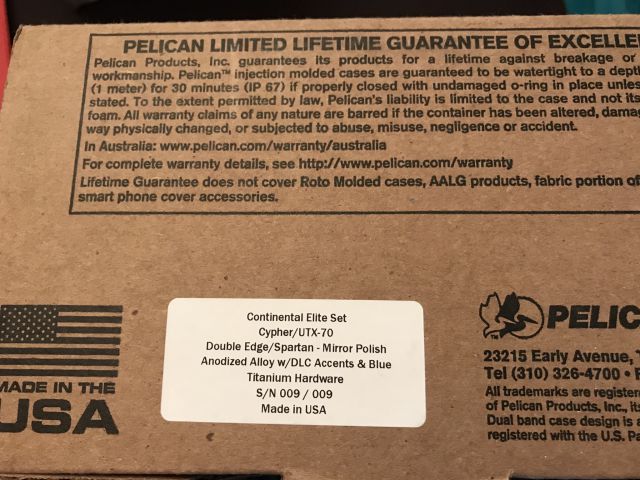 PELICAN LIMITED LIFETIME GUARANTEE OF
Pelican Products, Inc. guarantees its products for a lifetime against breakage or
workmanship. Pelican™ injection molded cases are guaranteed to be watertight to a
(1 meter) for 30 minutes (IP 67) if properly closed with undamaged o-ring in place
stated. To the extent permitted by law, Pelican's liability is limited to the case and not its
foam. All warranty claims of any nature are barred if the container has been altered,
way physically changed, or subjected to abuse, misuse, negligence or accident.
In Australia: www.pelican.com/warranty/australia
For complete warranty details, see http://www.pelican.com/warranty
Lifetime Guarantee does not cover Roto Molded cases, AALG products, fabric portion of
smart phone cover accessories.
MADE IN THE
USA
Continental Elite Set
Cypher/UTX-70
Double Edge/Spartan - Mirror Polish
Anodized Alloy w/DLC Accents & Blue
Titanium Hardware
S/N 009 / 009
Made in USA
PELIC
TM
23215 Early Avenue,
Tel (310) 326-4700 •
All trademarks are
of Pelican Products, Inc.,
Dual band case design is
registered with the U.S.